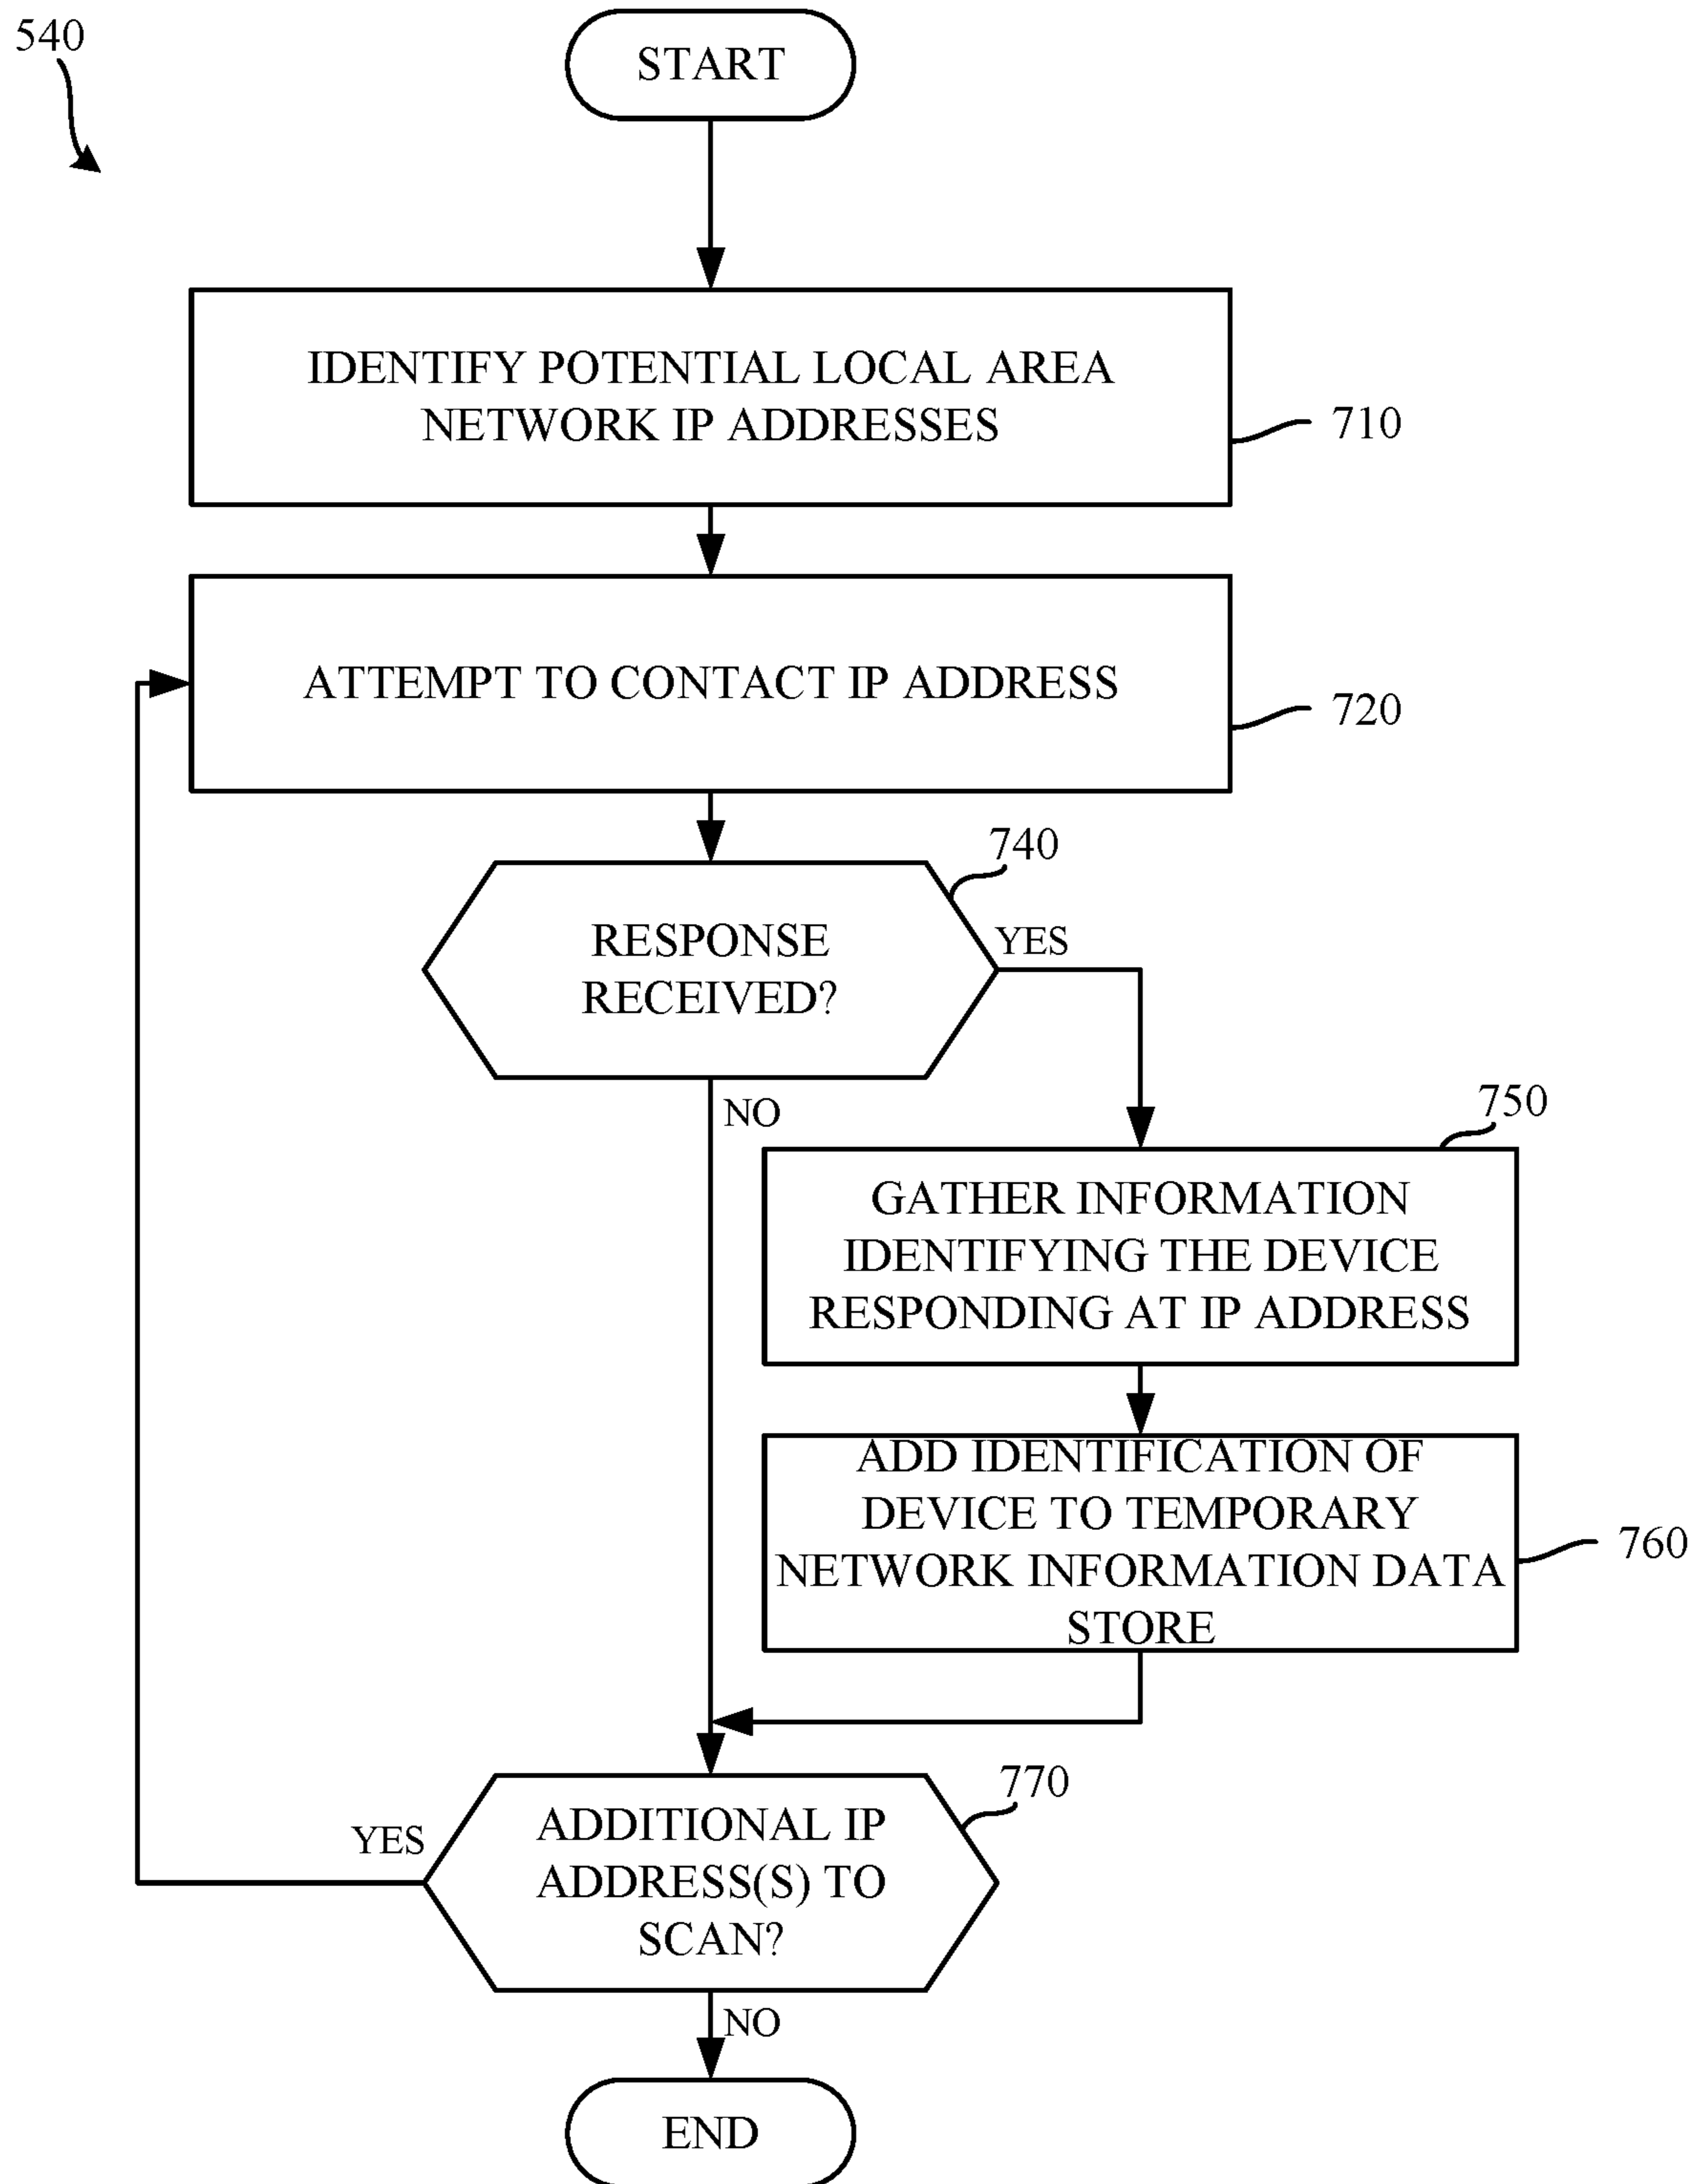 540
START
IDENTIFY POTENTIAL LOCAL AREA
NETWORK IP ADDRESSES
710
ATTEMPT TO CONTACT IP ADDRESS
720
740
RESPONSE
RECEIVED?
YES
NO
750
GATHER INFORMATION
IDENTIFYING THE DEVICE
RESPONDING AT IP ADDRESS
ADD IDENTIFICATION OF
DEVICE TO TEMPORARY
NETWORK INFORMATION DATA
STORE
760
770
ADDITIONAL IP
ADDRESS(S) TO
SCAN?
YES
NO
END